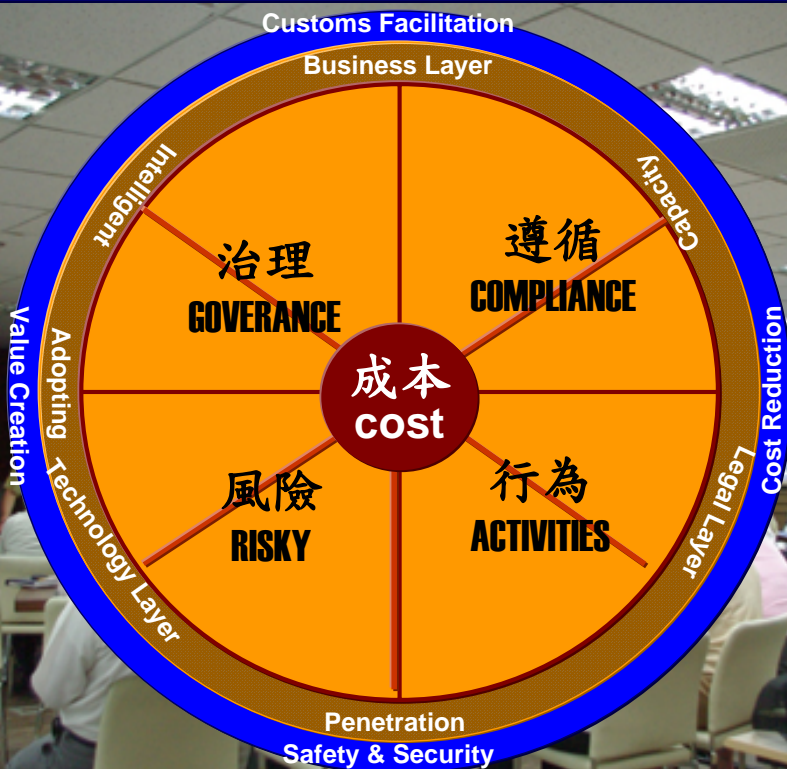 Customs Facilitation
Business Layer
Intelligent
Capacity
治理
GOVERANCE
遵循
COMPLIANCE
Value Creation
Adopting
成本
cost
Cost Reduction
Legal Layer
Technology Layer
風險
RISKY
行為
ACTIVITIES
Penetration
Safety & Security